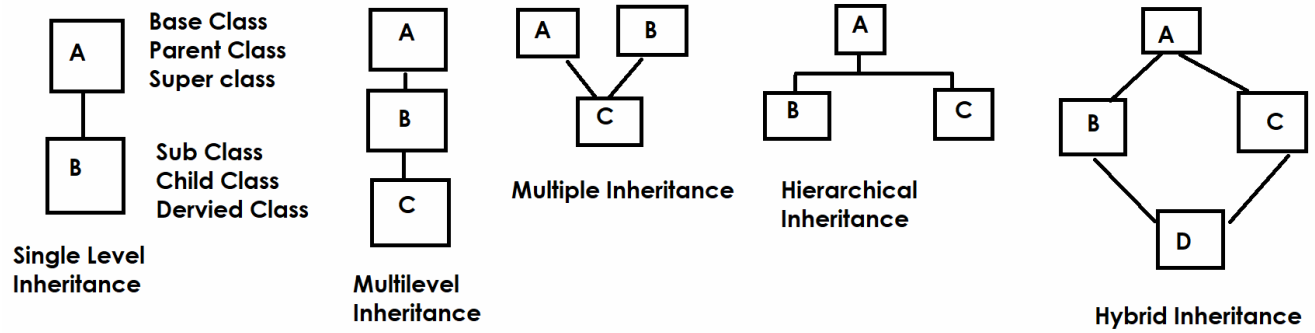 A
Base Class
Parent Class
Super class
B
Sub Class
Child Class
Dervied Class
Single Level
Inheritance
A
B
C
Multilevel
Inheritance
A
B
C
Multiple Inheritance
A
B
C
Hierarchical
Inheritance
A
B
C
D
Hybrid Inheritance